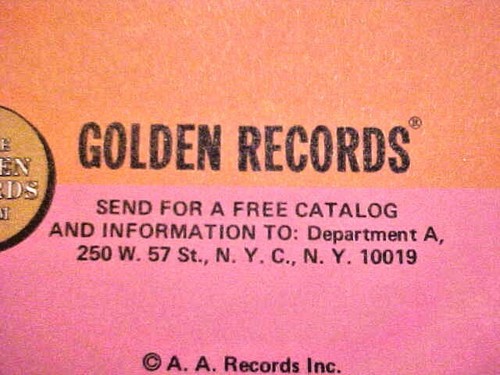 GOLDEN RECORDS®
SEND FOR A FREE CATALOG
AND INFORMATION TO: Department A,
250 W. 57 St., N. Y. C., N. Y. 10019
© A. A. Records Inc.